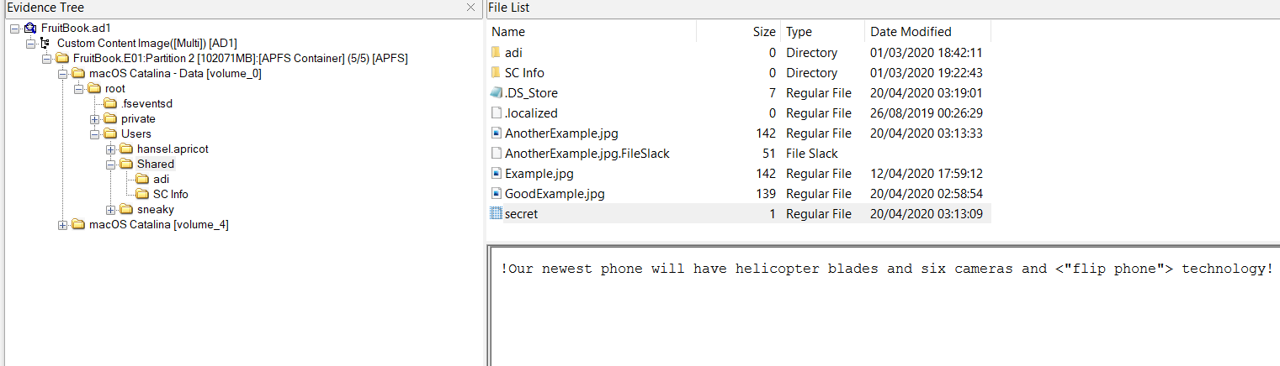 Evidence Tree
FruitBook.ad1
Custom Content Image([Multi]) [AD1]
FruitBook.E01:Partition 2 [102071MB]:[APFS Container] (5/5) [APFS]
macOS Catalina - Data [volume_0]
root
.fseventsd
private
Users
hansel.apricot
Shared
adi
SC Info
sneaky
macOS Catalina [volume_4]
File List
Name Size Type Date Modified
adi 0 Directory 01/03/2020 18:42:11
SC Info 0 Directory 01/03/2020 19:22:43
.DS_Store 7 Regular File 20/04/2020 03:19:01
.localized 0 Regular File 26/08/2019 00:26:29
AnotherExample.jpg 142 Regular File 20/04/2020 03:13:33
AnotherExample.jpg.FileSlack 51 File Slack
Example.jpg 142 Regular File 12/04/2020 17:59:12
GoodExample.jpg 139 Regular File 20/04/2020 02:58:54
secret 1 Regular File 20/04/2020 03:13:09
!Our newest phone will have helicopter blades and six cameras and <"flip phone"> technology!